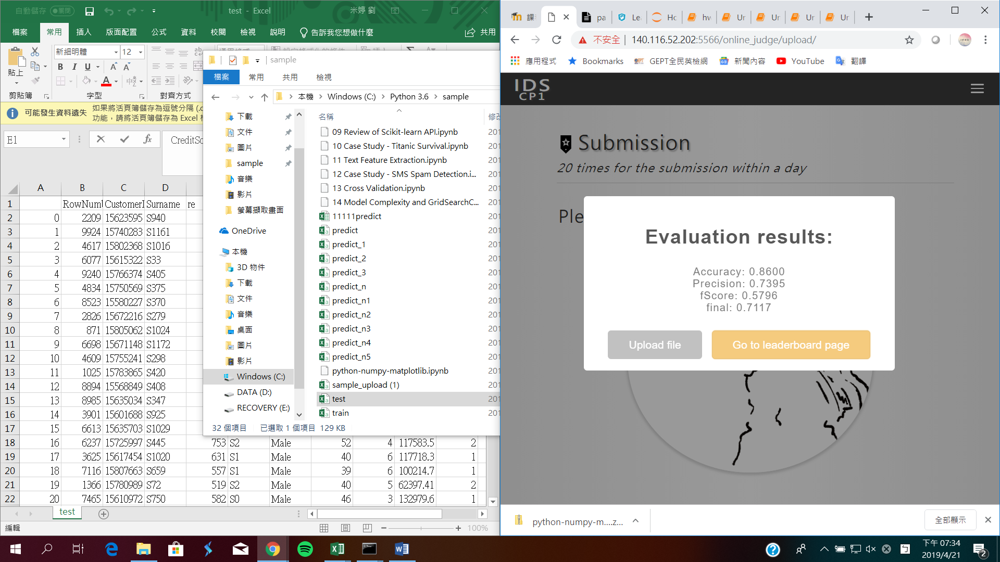 自動儲存 關閉
test - Excel
米婷 劉
檔案 常用 插入 版面配置 公式 資料 校閱 檢視 說明 告訴我您想做什麼 共用
貼上
新細明體 12
B I U
剪貼簿 字型 對齊方式
可能發生資料遺失
如果將活頁簿儲存為逗號分隔 (.
功能，請將活頁簿儲存為 Excel
E1
CreditSc
A B C D
1 RowNuml CustomerI Surname re
2 0 2209 15623595 S940
3 1 9924 15740283 S1161
4 2 4617 15802368 S1016
5 3 6077 15615322 S33
6 4 9240 15766374 S405
7 5 4834 15750569 S375
8 6 8523 15580227 S370
9 7 2826 15672216 S279
10 8 871 15805062 S1024
11 9 6698 15671148 S1172
12 10 4609 15755241 S298
13 11 1025 15783865 S420
14 12 8894 15568849 S408
15 13 8985 15635034 S347
16 14 3901 15601688 S925
17 15 6613 15635703 S1029
18 16 6237 15725997 S445 753 S2 Male 52 4 117583.5 2
19 17 3625 15617454 S1020 631 S1 Male 40 6 117718.3 1
20 18 7116 15807663 S659 557 S1 Male 39 6 100214.7 1
21 19 1366 15780989 S72 519 S2 Male 40 5 62397.41 2
22 20 7465 15610972 S750 582 S0 Male 46 3 132979.6 1
test
編輯
100%
sample
檔案 常用 共用 檢視
本機 Windows (C:) Python 3.6 sample
下載
文件
圖片
sample
音樂
影片
螢幕擷取畫面
OneDrive
本機
3D 物件
下載
文件
音樂
桌面
圖片
影片
Windows (C:)
DATA (D:)
RECOVERY (E:)
名稱 修改
09 Review of Scikit-learn API.ipynb 201
10 Case Study - Titanic Survival.ipynb 201
11 Text Feature Extraction.ipynb 201
12 Case Study - SMS Spam Detection.i... 201
13 Cross Validation.ipynb 201
14 Model Complexity and GridSearchC... 201
11111predict 201
predict 201
predict_1 201
predict_2 201
predict_3 201
predict_n 201
predict_n1 201
predict_n2 201
predict_n3 201
predict_n4 201
predict_n5 201
python-numpy-matplotlib.ipynb 201
sample_upload (1) 201
test 201
train 201
32 個項目 已選取 1 個項目 129 KB
課 pa Le Ho hw Ur Ur Ur Ur
不安全 140.116.52.202:5566/online_judge/upload/
應用程式 Bookmarks GEPT全民英檢網 新聞內容 YouTube 翻譯
IDS
CP1
Submission
20 times for the submission within a day
Ple
Evaluation results:
Accuracy: 0.8600
Precision: 0.7395
fScore: 0.5796
final: 0.7117
Upload file Go to leaderboard page
python-numpy-m....z...
全部顯示
下午 07:34
2019/4/21
2